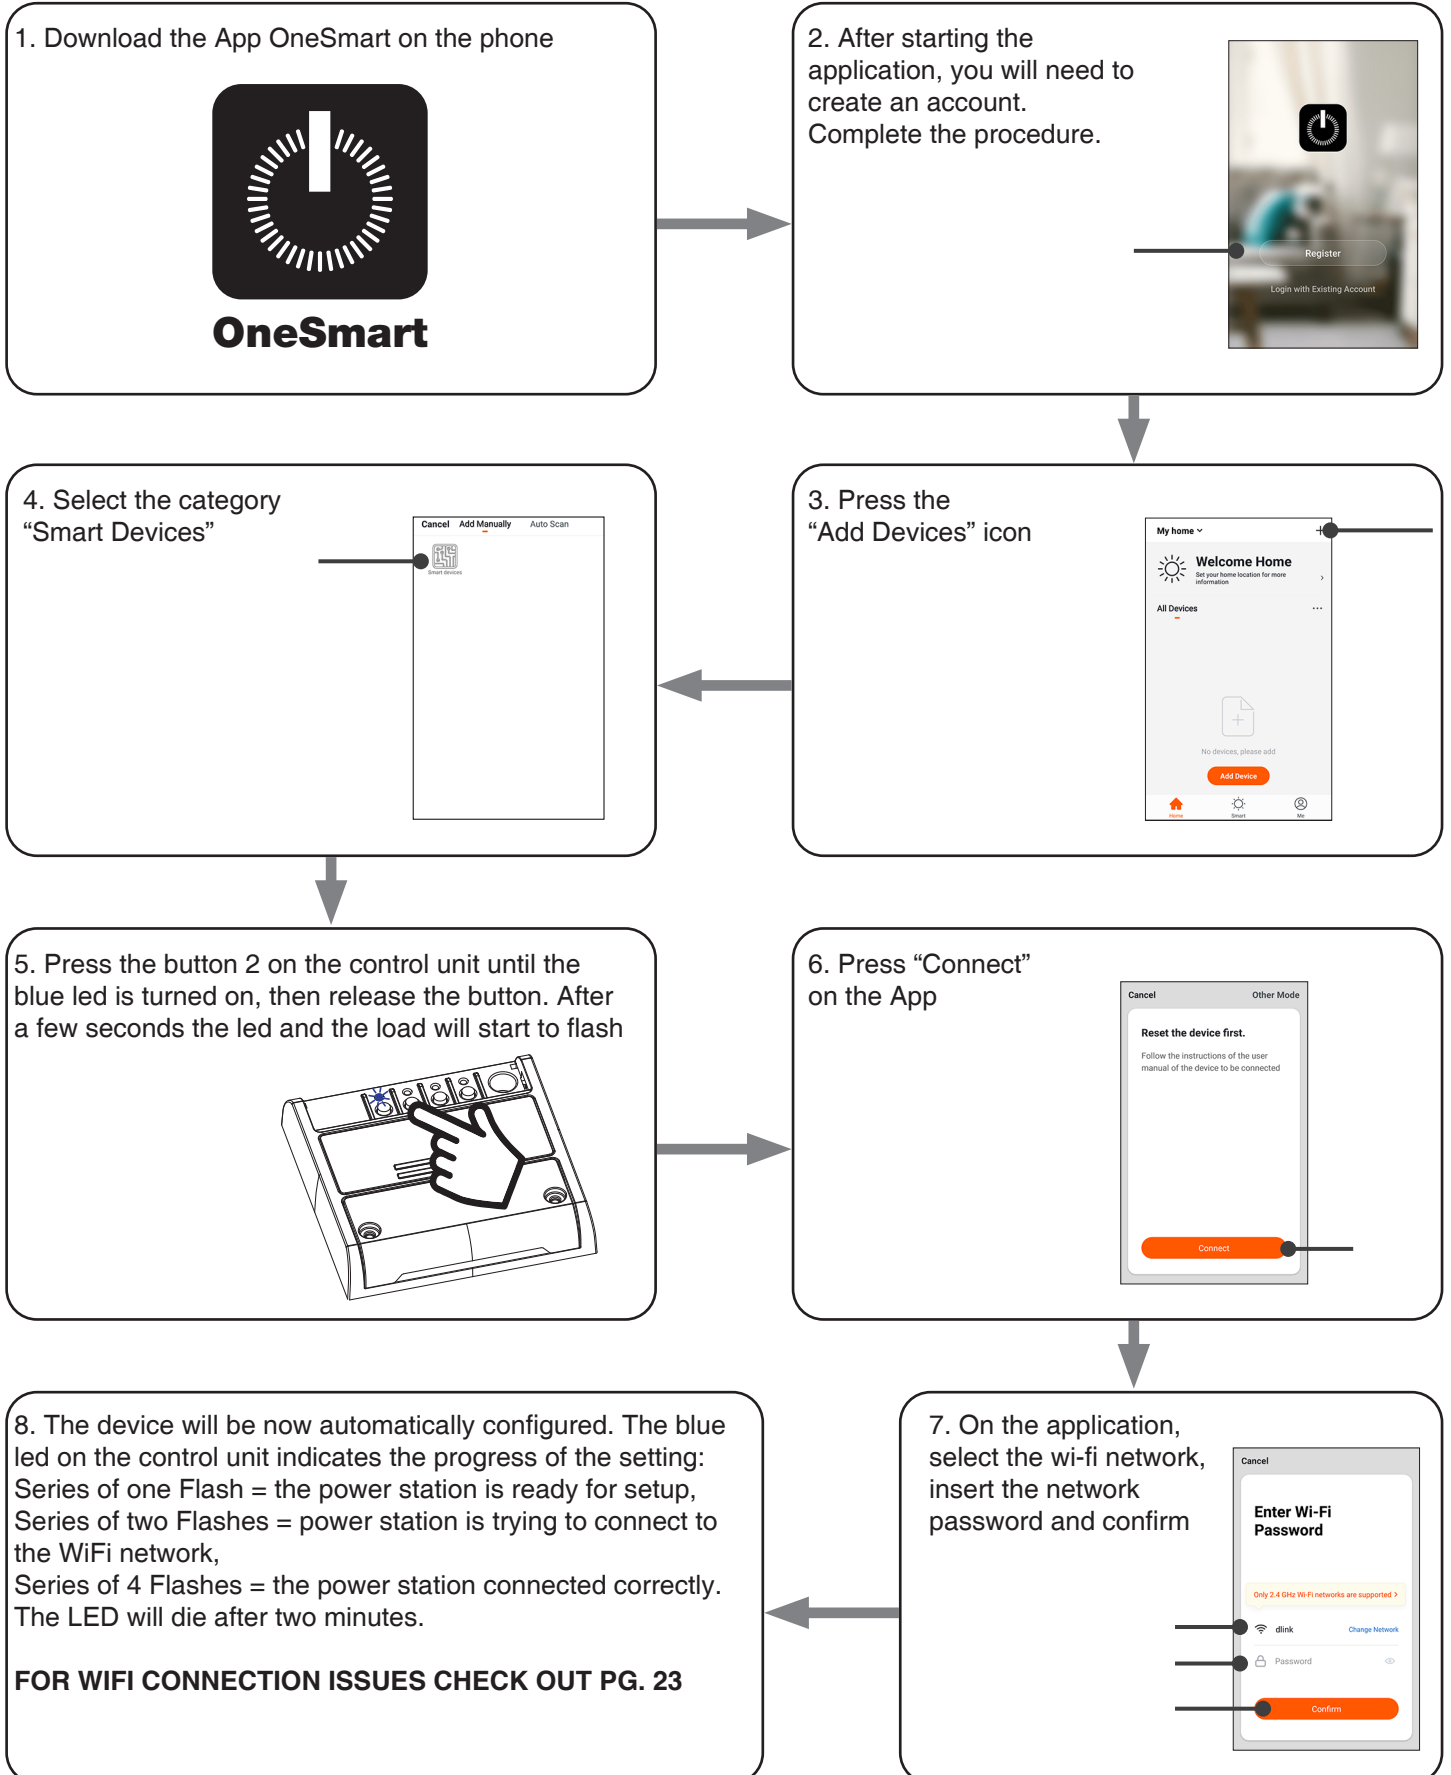 1. Download the App OneSmart on the phone
OneSmart
2. After starting the
application, you will need to
create an account.
Complete the procedure.
Register
Login with Existing Account
3. Press the
“Add Devices” icon
My home
Welcome Home
Set your home location for more
information
All Devices
No devices, please add
Add Device
Home Smart Me
4. Select the category
“Smart Devices”
Cancel Add Manually Auto Scan
Smart devices
5. Press the button 2 on the control unit until the
blue led is turned on, then release the button. After
a few seconds the led and the load will start to flash
6. Press “Connect”
on the App
Cancel Other Mode
Reset the device first.
Follow the instructions of the user
manual of the device to be connected
Connect
7. On the application,
select the wi-fi network,
insert the network
password and confirm
Cancel
Enter Wi-Fi
Password
Only 2.4 GHz Wi-Fi networks are supported >
dlink Change Network
Password
Confirm
8. The device will be now automatically configured. The blue
led on the control unit indicates the progress of the setting:
Series of one Flash = the power station is ready for setup,
Series of two Flashes = power station is trying to connect to
the WiFi network,
Series of 4 Flashes = the power station connected correctly.
The LED will die after two minutes.
FOR WIFI CONNECTION ISSUES CHECK OUT PG. 23